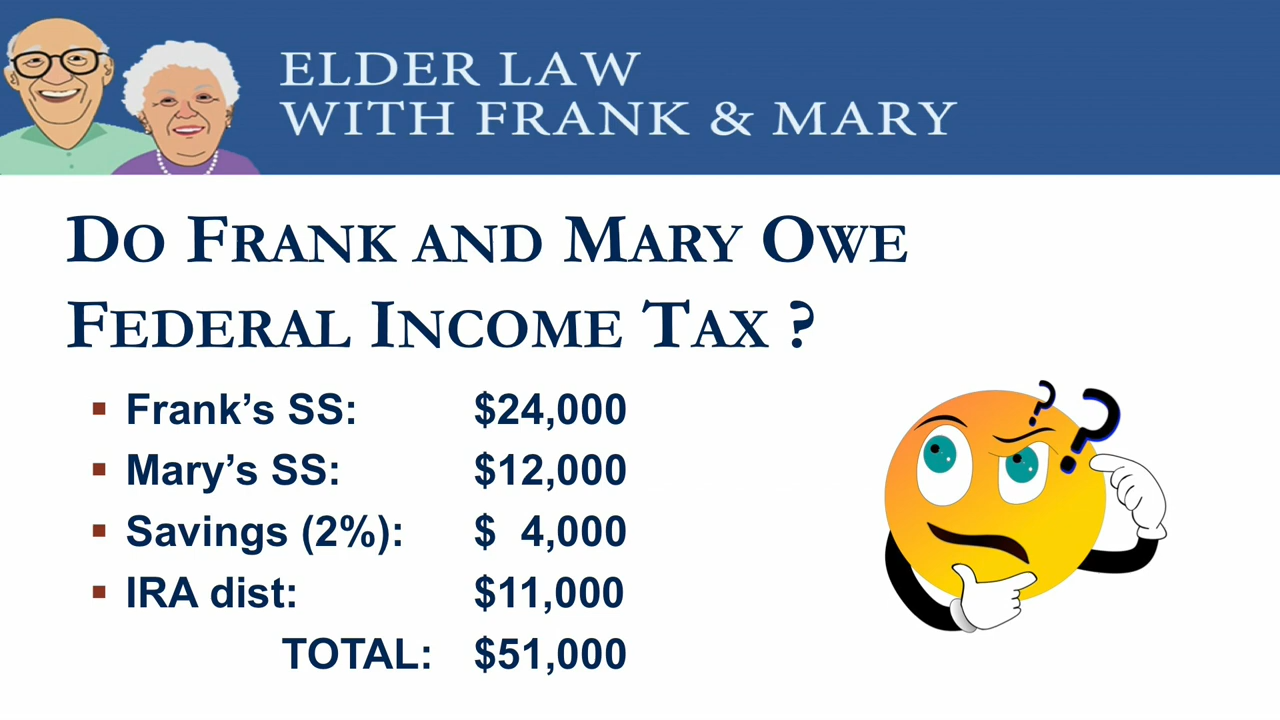 ELDER LAW
WITH FRANK & MARY
DO FRANK AND MARY OWE
FEDERAL INCOME TAX ?
▪ Frank’s SS: $24,000
▪ Mary’s SS: $12,000
▪ Savings (2%): $ 4,000
▪ IRA dist: $11,000
TOTAL: $51,000
? ?